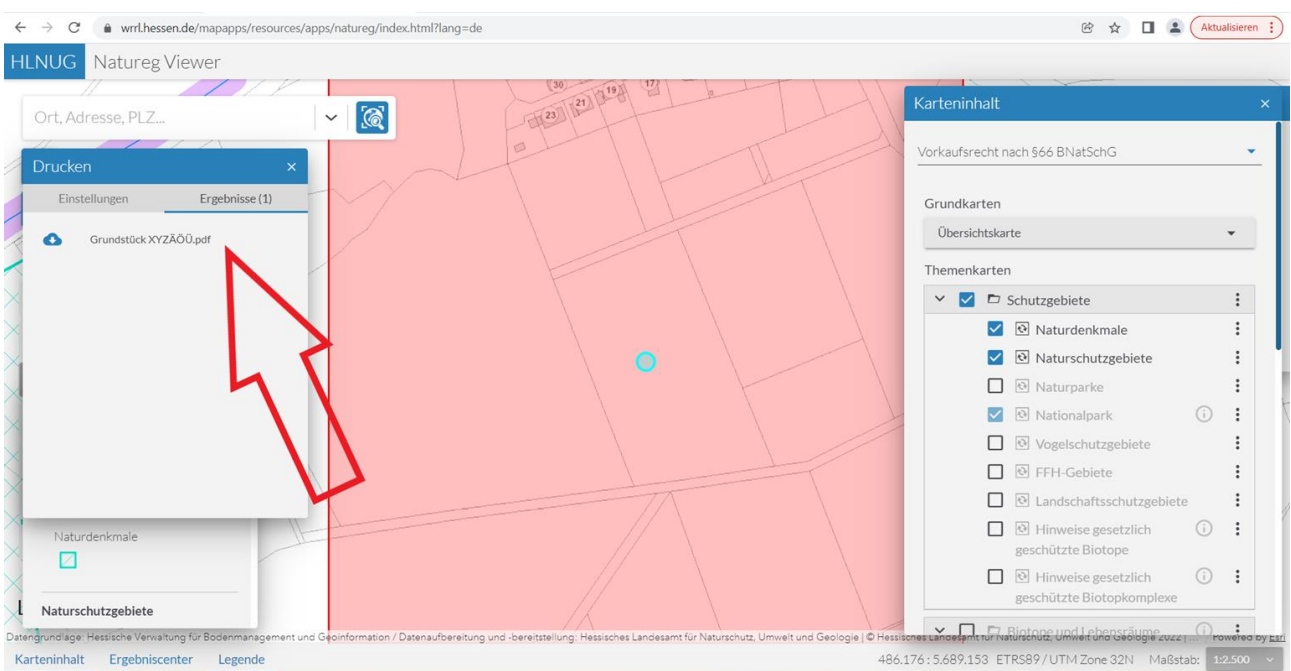 wrrl.hessen.de/mapapps/resources/apps/natureg/index.html?lang=de
Aktualisieren
HLNUG Natureg Viewer
Ort, Adresse, PLZ...
30
19
17
21
23
Drucken
Einstellungen Ergebnisse (1)
Grundstück XYZÄÖÜ.pdf
Naturdenkmale
Naturschutzgebiete
Karteninhalt
Vorkaufsrecht nach §66 BNatSchG
Grundkarten
Übersichtskarte
Themenkarten
Schutzgebiete
Naturdenkmale
Naturschutzgebiete
Naturparke
Nationalpark
Vogelschutzgebiete
FFH-Gebiete
Landschaftsschutzgebiete
Hinweise gesetzlich
geschützte Biotope
Hinweise gesetzlich
geschützte Biotopkomplexe
Biotope und Lebensräume
Datengrundlage: Hessische Verwaltung für Bodenmanagement und Geoinformation / Datenaufbereitung und -bereitstellung: Hessisches Landesamt für Naturschutz, Umwelt und Geologie | © Hessisches Landesamt für Naturschutz, Umwelt und Geologie 2022 | ... Powered by Esri
Karteninhalt Ergebniscenter Legende
486.176 : 5.689.153 ETRS89 / UTM Zone 32N Maßstab: 1:2.500